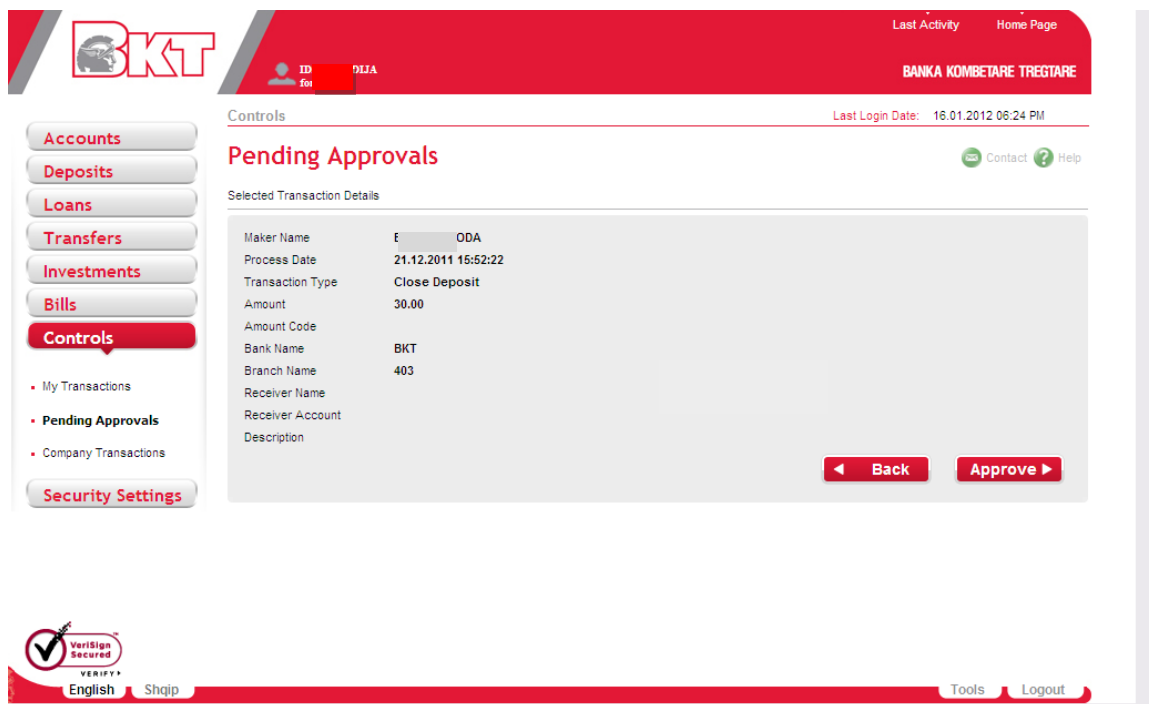 Last Activity Home Page
BKT
ID DIJA
for
BANKA KOMBETARE TREGTARE
Controls
Last Login Date: 16.01.2012 06:24 PM
Pending Approvals
Contact
? Help
Selected Transaction Details
Accounts
Deposits
Loans
Transfers
Investments
Bills
Controls
My Transactions
Pending Approvals
Company Transactions
Security Settings
Maker Name ODA
Process Date 21.12.2011 15:52:22
Transaction Type Close Deposit
Amount 30.00
Amount Code
Bank Name BKT
Branch Name 403
Receiver Name
Receiver Account
Description
Back
Approve
VeriSign
Secured
VERIFY
English Shqip
Tools Logout